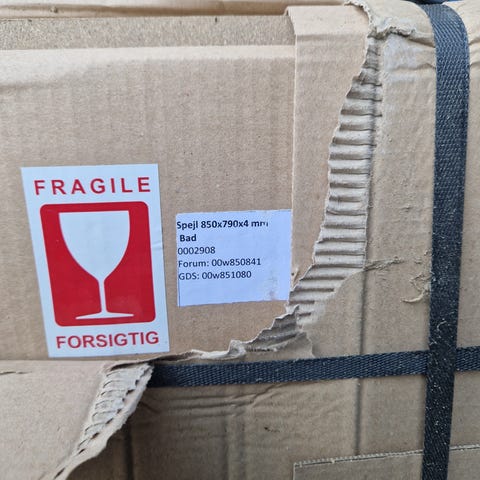 FRAGILE
FORSIGTIG
Spejl 850x790x4 mm
Bad
0002908
Forum: 00w850841
GDS: 00w851080